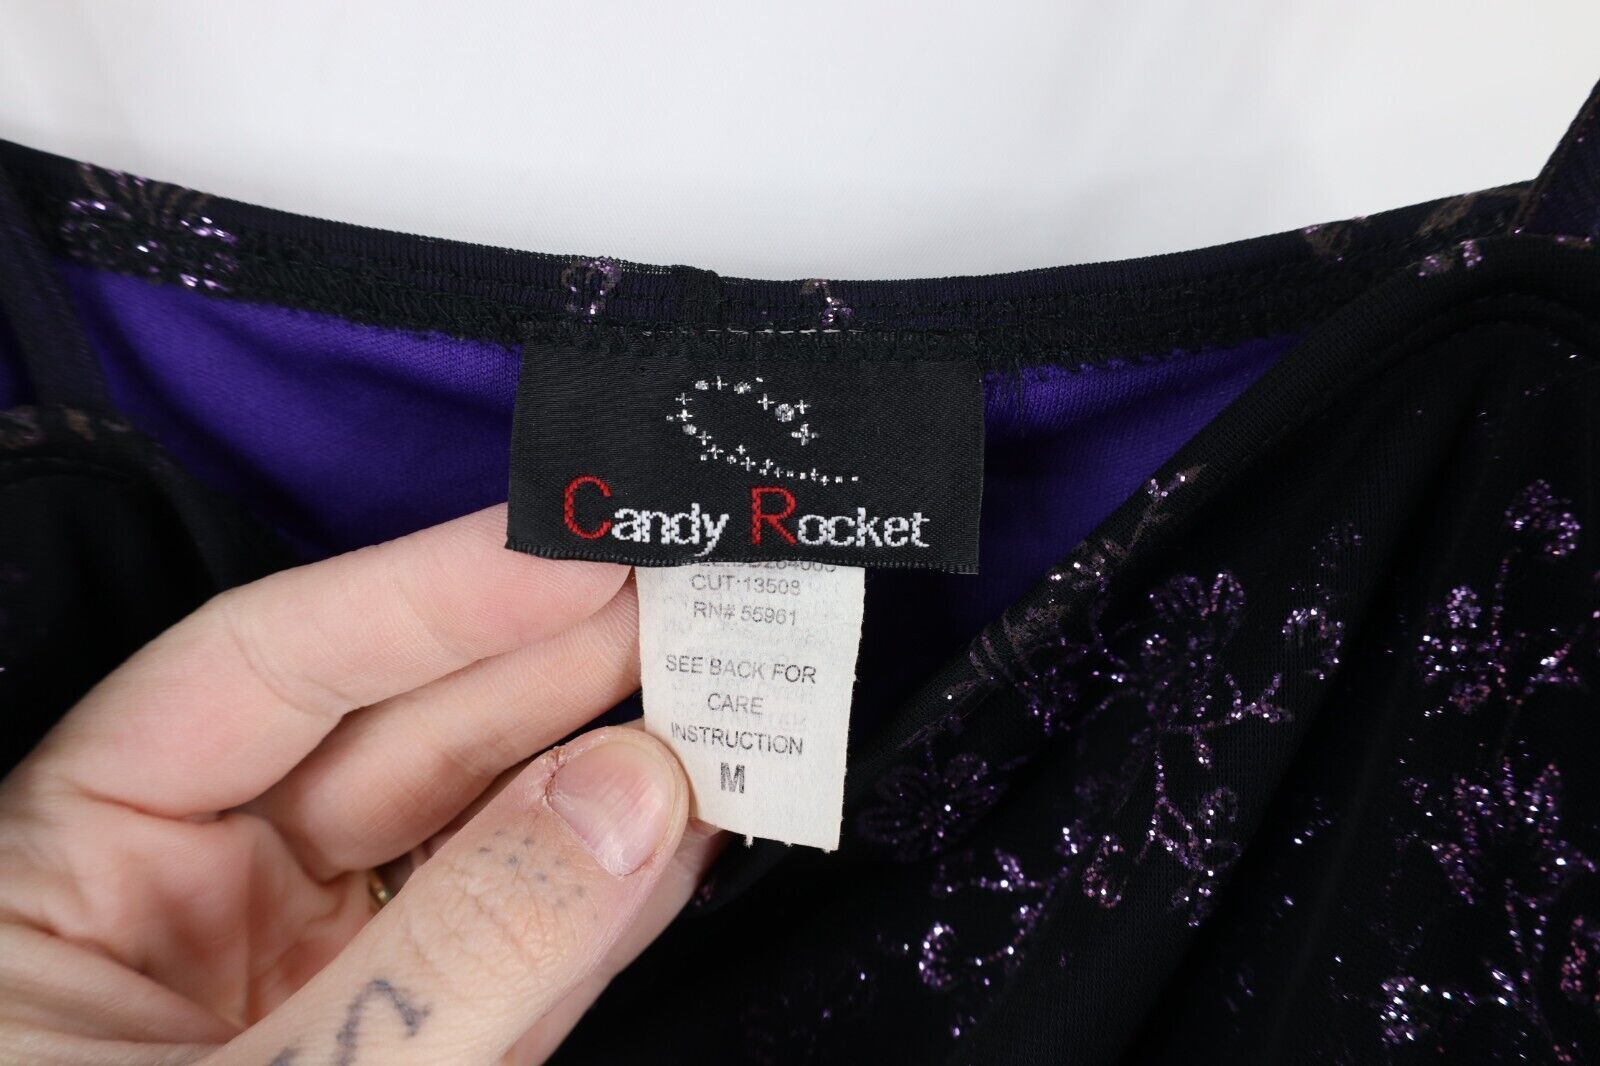 Candy Rocket
CUT:13508
RN# 55961
SEE BACK FOR
CARE
INSTRUCTION
M